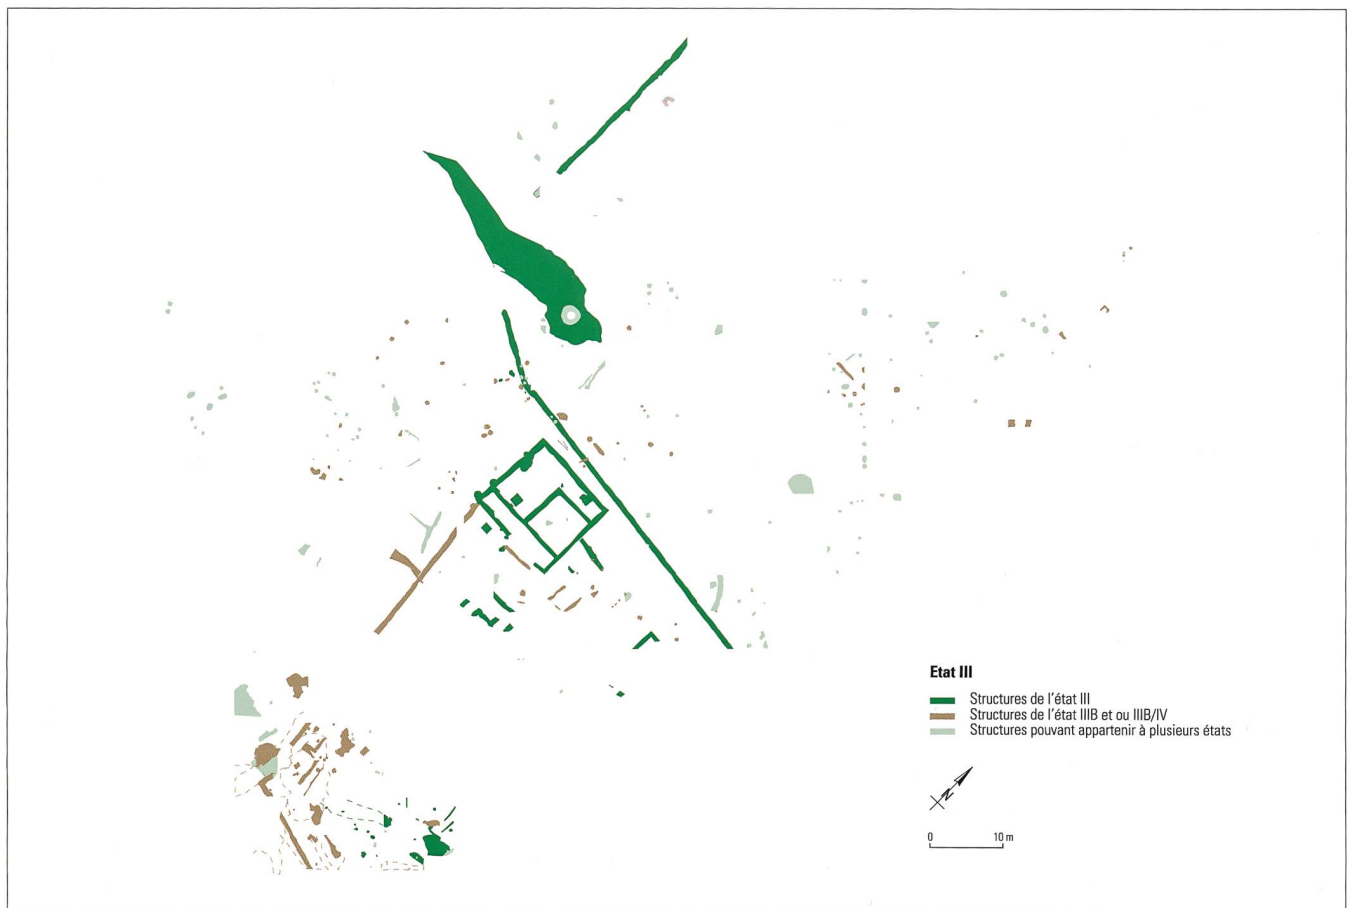 Etat III
Structures de l'état III
Structures de l'état IIIB et ou IIIB/IV
Structures pouvant appartenir à plusieurs états
N
0 10 m